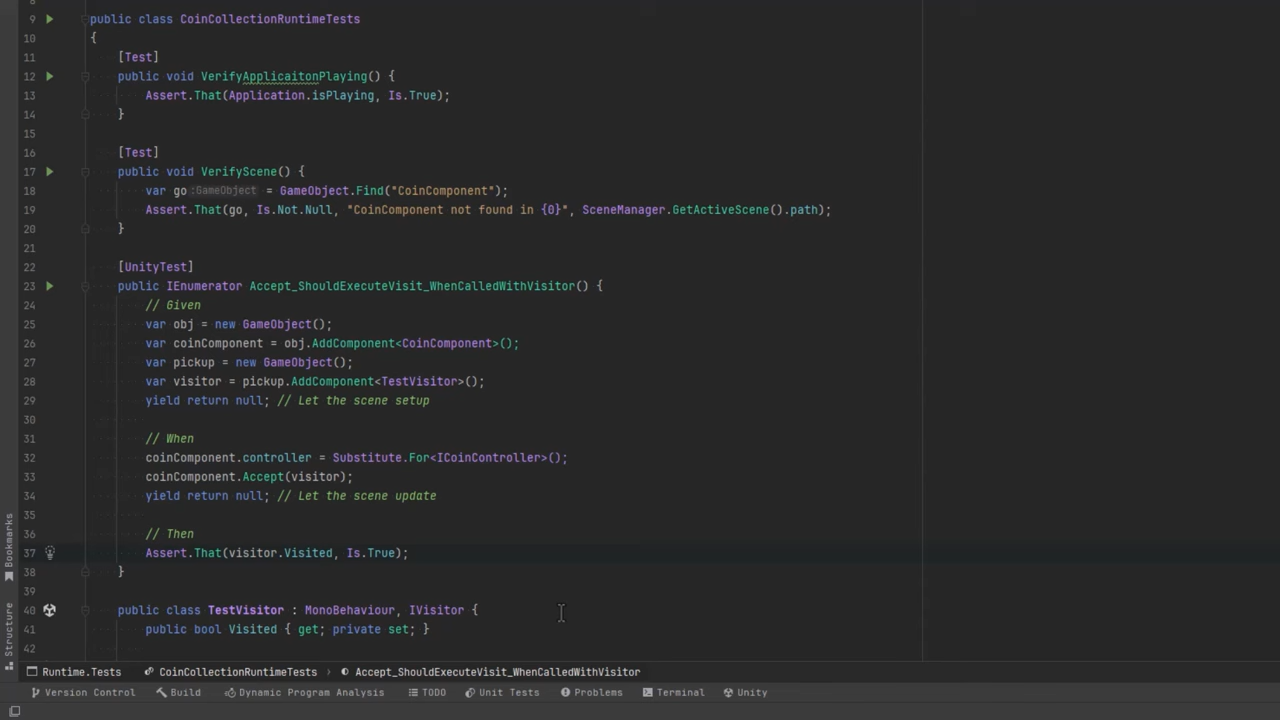 8
9 public class CoinCollectionRuntimeTests
10 {
11 [Test]
12 public void VerifyApplicaitonPlaying() {
13 Assert.That(Application.isPlaying, Is.True);
14 }
15
16 [Test]
17 public void VerifyScene() {
18 var go :GameObject = GameObject.Find("CoinComponent");
19 Assert.That(go, Is.Not.Null, "CoinComponent not found in {0}", SceneManager.GetActiveScene().path);
20 }
21
22 [UnityTest]
23 public IEnumerator Accept_ShouldExecuteVisit_WhenCalledWithVisitor() {
24 // Given
25 var obj = new GameObject();
26 var coinComponent = obj.AddComponent<CoinComponent>();
27 var pickup = new GameObject();
28 var visitor = pickup.AddComponent<TestVisitor>();
29 yield return null; // Let the scene setup
30
31 // When
32 coinComponent.controller = Substitute.For<ICoinController>();
33 coinComponent.Accept(visitor);
34 yield return null; // Let the scene update
35
36 // Then
37 Assert.That(visitor.Visited, Is.True);
38 }
39
40 public class TestVisitor : MonoBehaviour, IVisitor {
41 public bool Visited { get; private set; }
42
Bookmarks
Structure
Runtime.Tests › CoinCollectionRuntimeTests › Accept_ShouldExecuteVisit_WhenCalledWithVisitor
Version Control Build Dynamic Program Analysis TODO Unit Tests Problems Terminal Unity